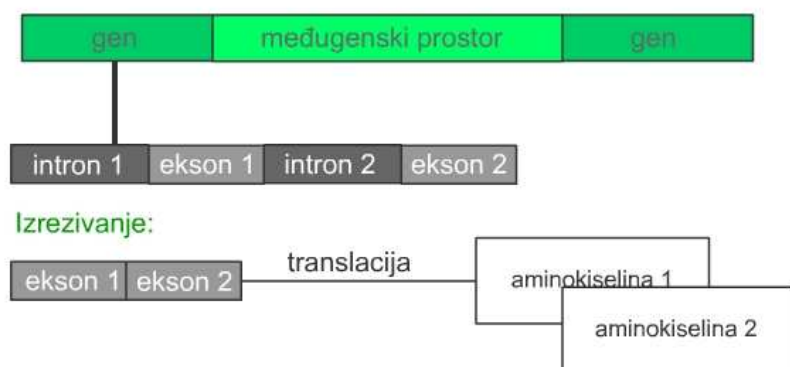 gen međugenski prostor gen
intron 1 ekson 1 intron 2 ekson 2
Izrezivanje:
ekson 1 ekson 2 translacija aminokiselina 1
aminokiselina 2